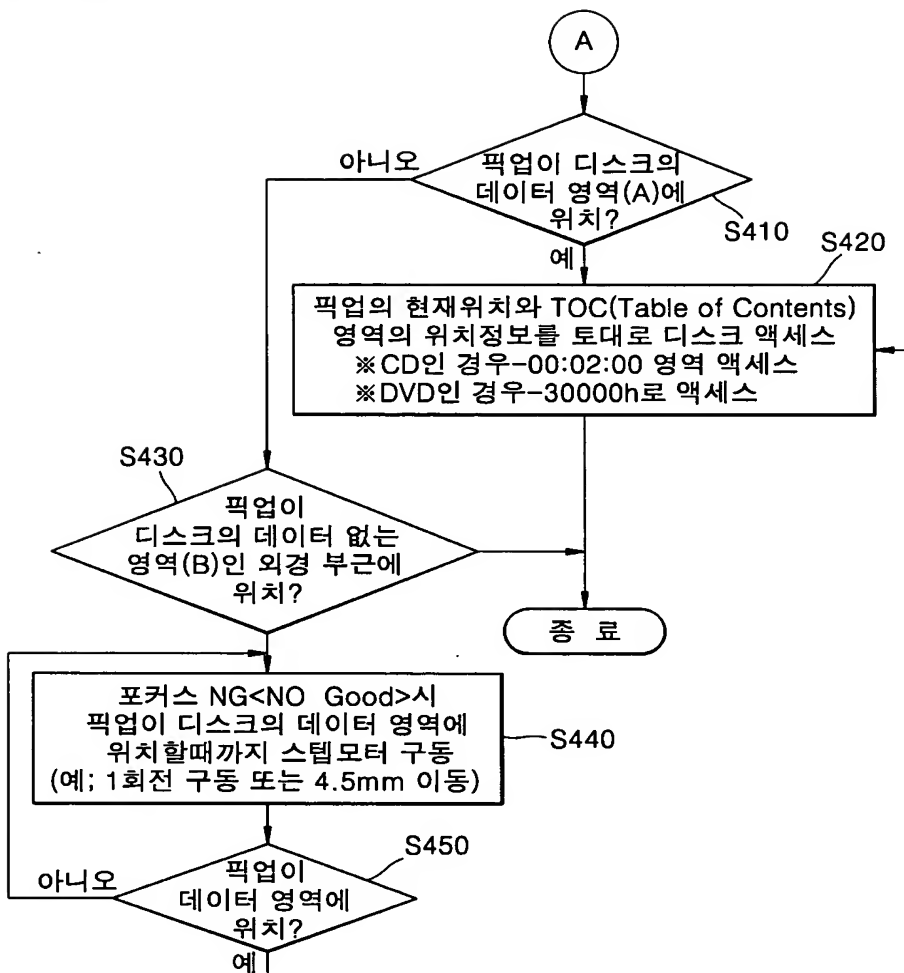 A
아니오
픽업이 디스크의
데이터 영역(A)에
위치?
S410
예
S420
픽업의 현재위치와 TOC(Table of Contents)
영역의 위치정보를 토대로 디스크 액세스
※CD인 경우-00:02:00 영역 액세스
※DVD인 경우-30000h로 액세스
S430
픽업이
디스크의 데이터 없는
영역(B)인 외경 부근에
위치?
종 료
포커스 NG<NO Good>시
픽업이 디스크의 데이터 영역에
위치할때까지 스텝모터 구동
(예; 1회전 구동 또는 4.5mm 이동)
S440
S450
픽업이
데이터 영역에
위치?
아니오
예